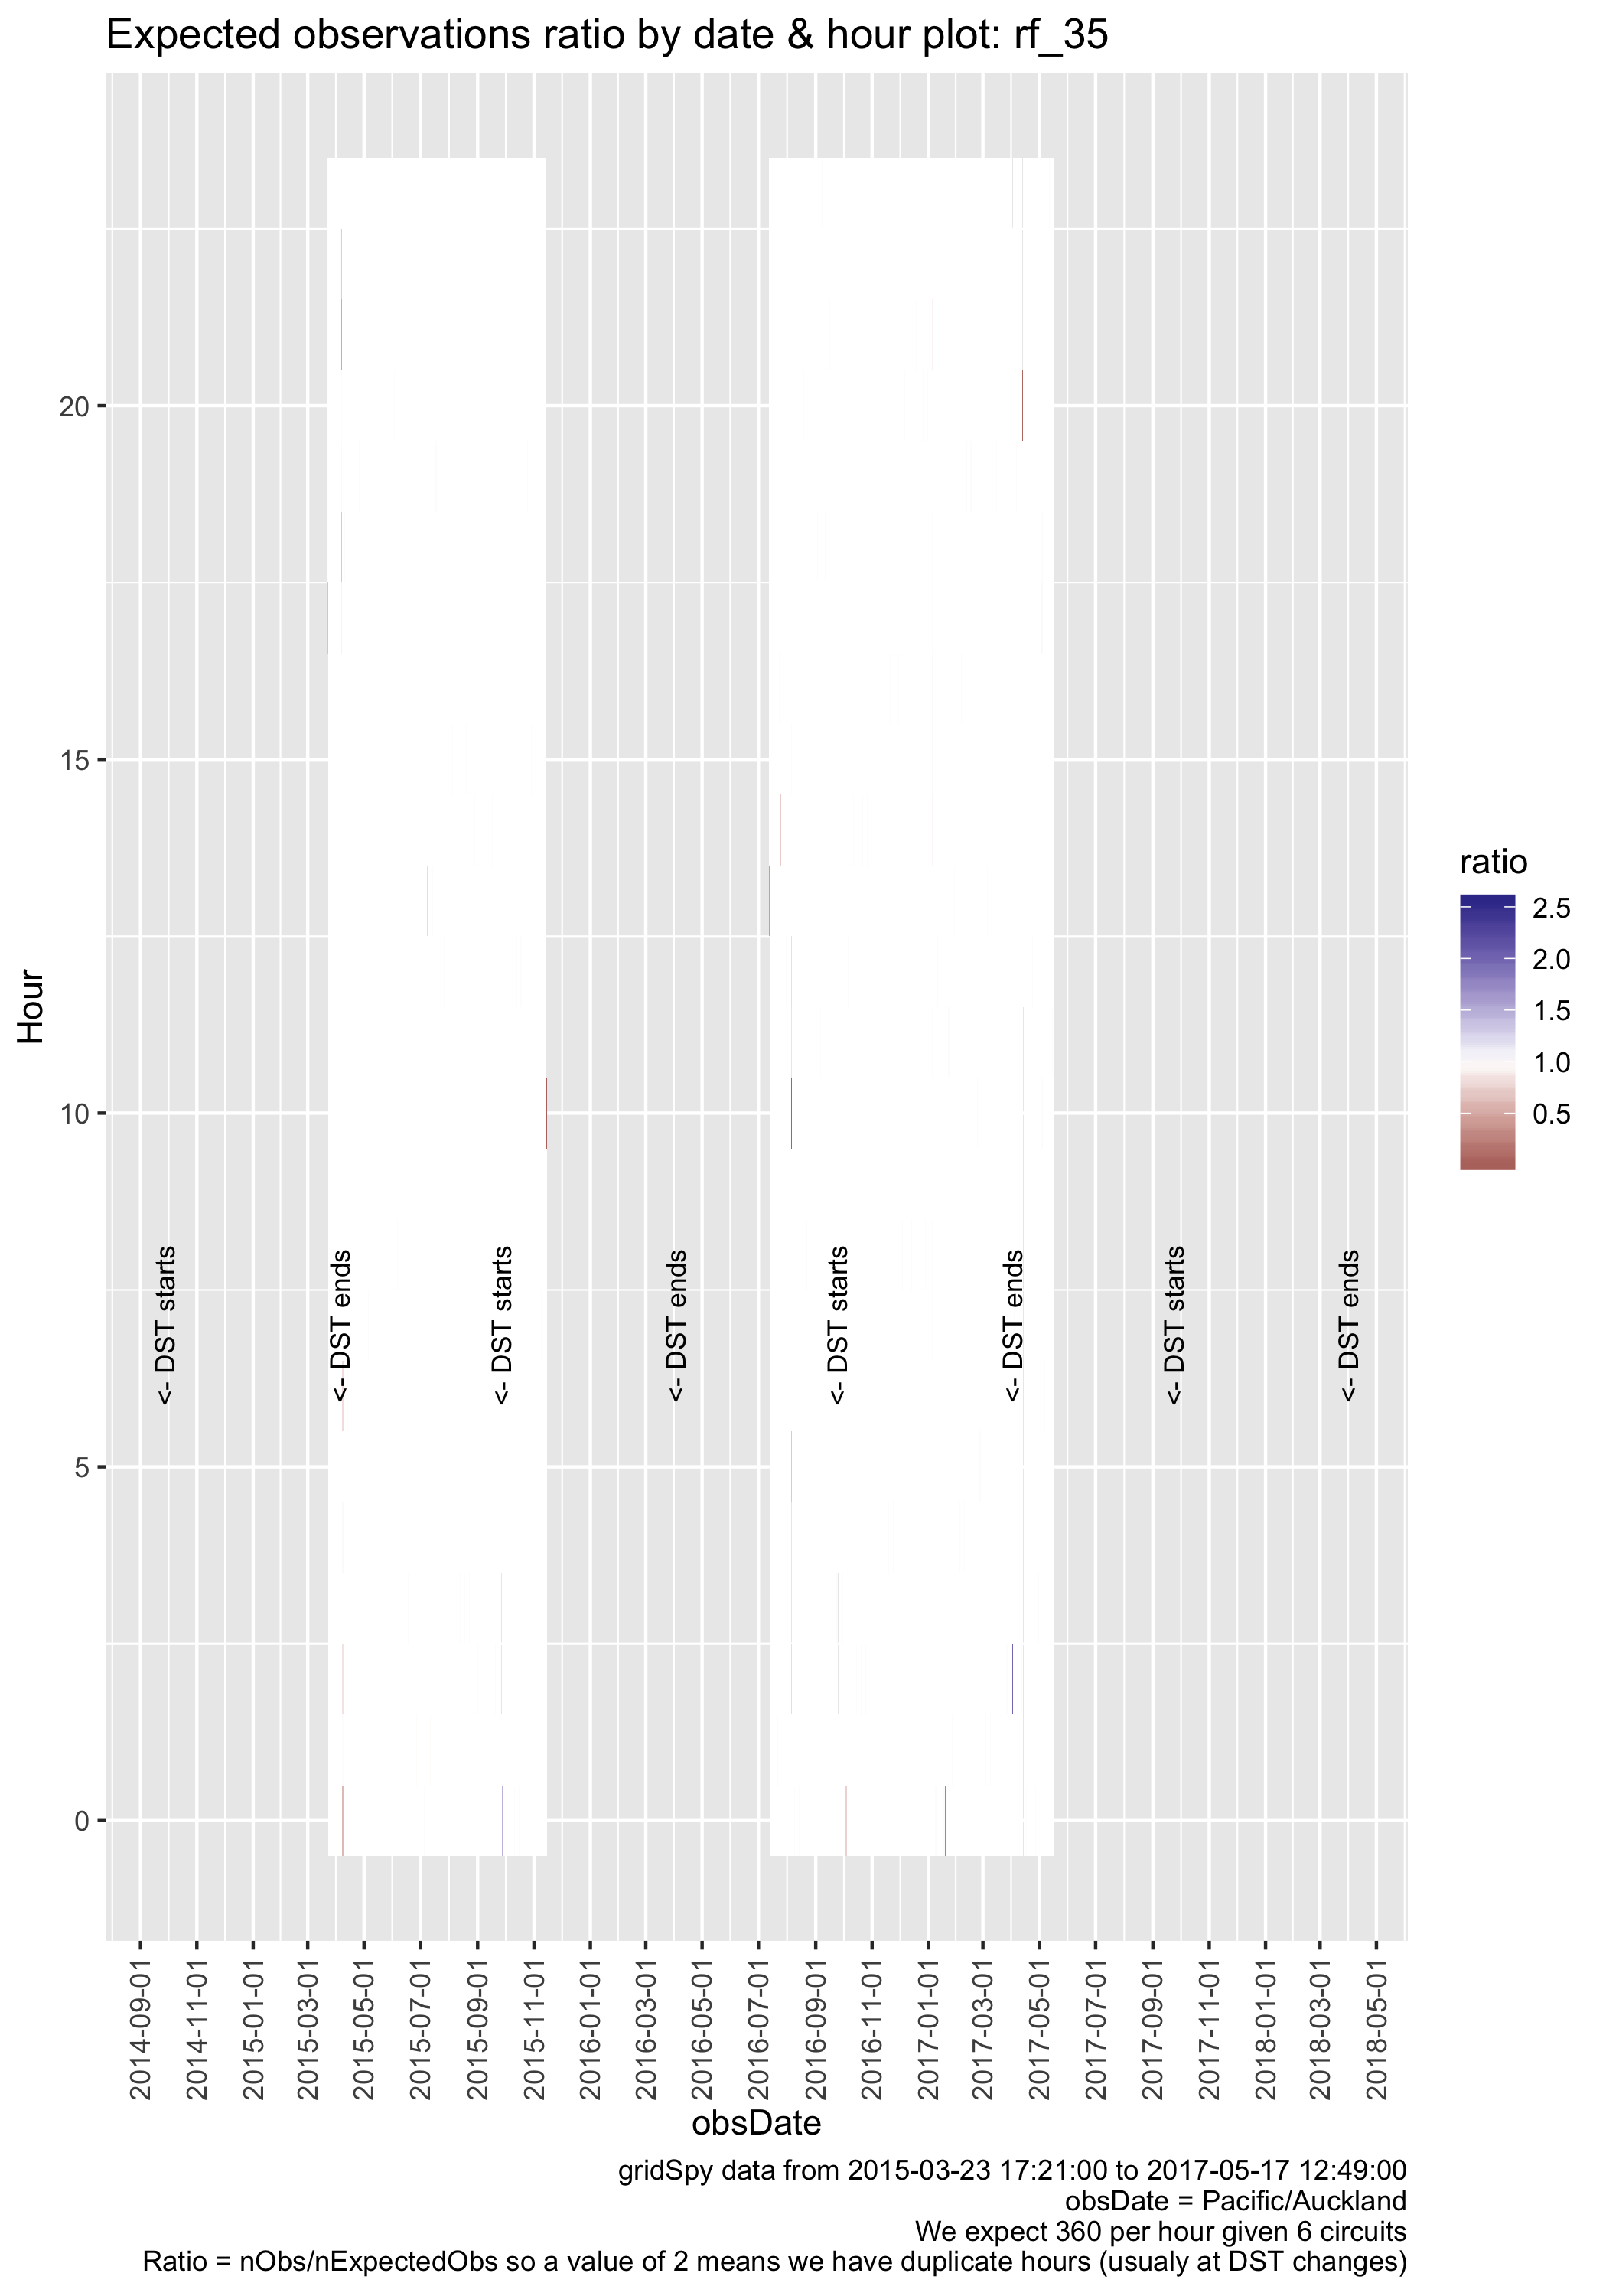 Expected observations ratio by date & hour plot: rf_35
20
15
10
5
0
Hour
<- DST starts
<- DST ends
<- DST starts
<- DST ends
<- DST starts
<- DST ends
<- DST starts
<- DST ends
ratio
2.5
2.0
1.5
1.0
0.5
2014-09-01
2014-11-01
2015-01-01
2015-03-01
2015-05-01
2015-07-01
2015-09-01
2015-11-01
2016-01-01
2016-03-01
2016-05-01
2016-07-01
2016-09-01
2016-11-01
2017-01-01
2017-03-01
2017-05-01
2017-07-01
2017-09-01
2017-11-01
2018-01-01
2018-03-01
2018-05-01
obsDate
gridSpy data from 2015-03-23 17:21:00 to 2017-05-17 12:49:00
obsDate = Pacific/Auckland
We expect 360 per hour given 6 circuits
Ratio = nObs/nExpectedObs so a value of 2 means we have duplicate hours (usualy at DST changes)